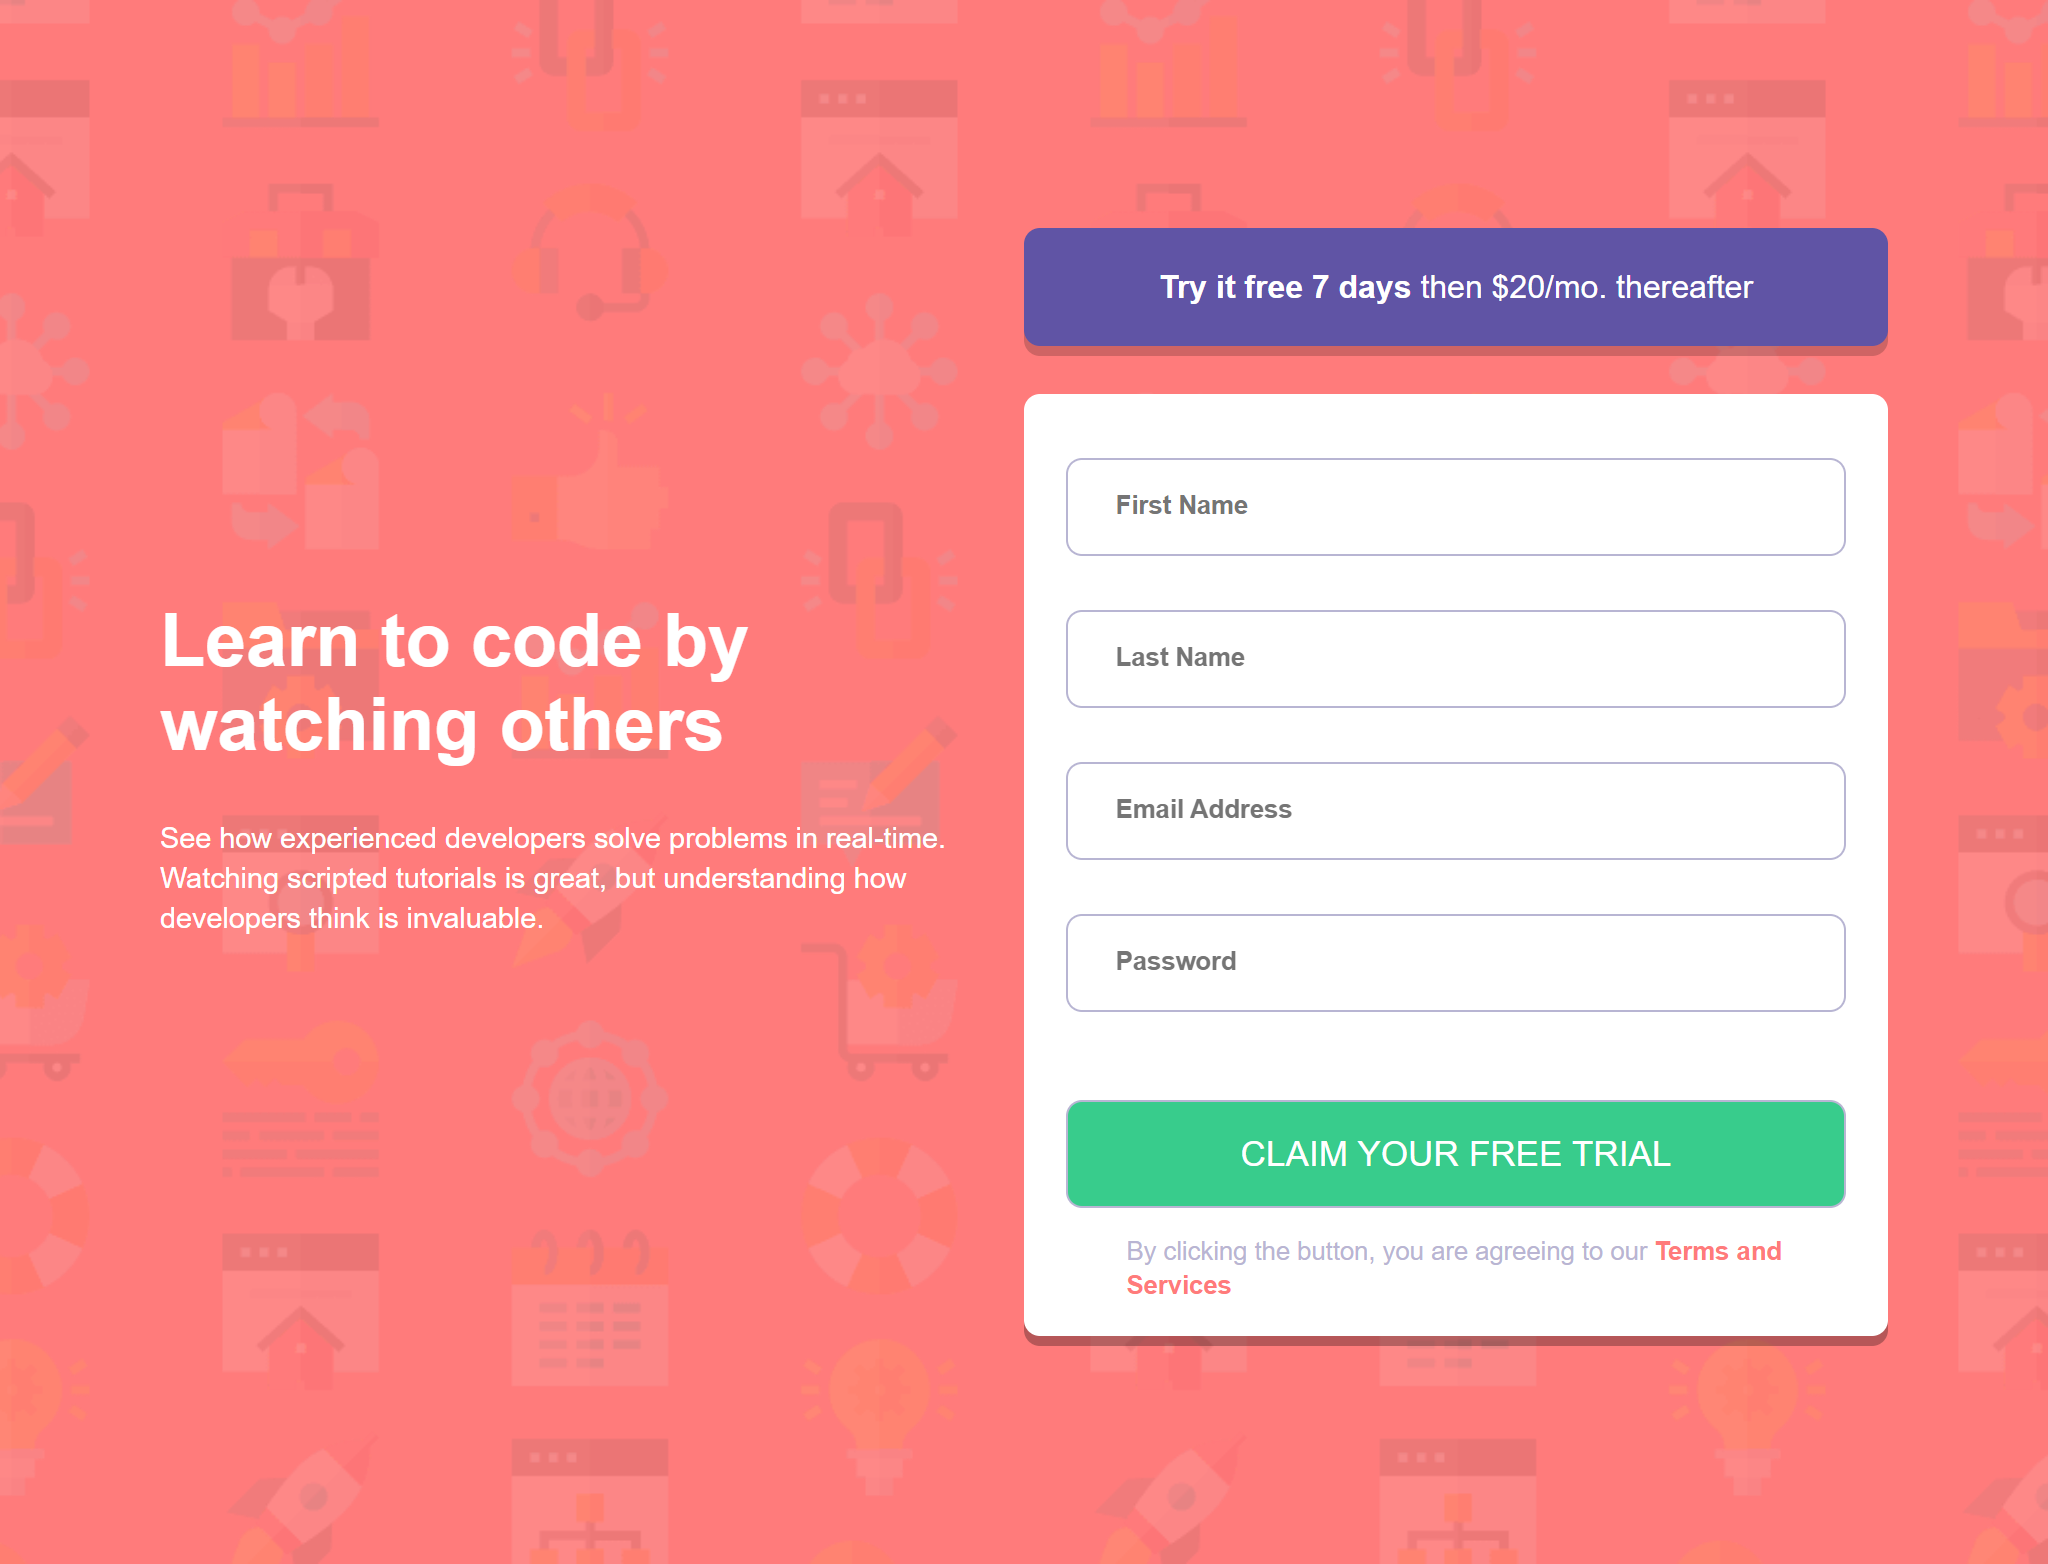 Learn to code by
watching others
See how experienced developers solve problems in real-time.
Watching scripted tutorials is great, but understanding how
developers think is invaluable.
Try it free 7 days then $20/mo. thereafter
First Name
Last Name
Email Address
Password
CLAIM YOUR FREE TRIAL
By clicking the button, you are agreeing to our Terms and
Services